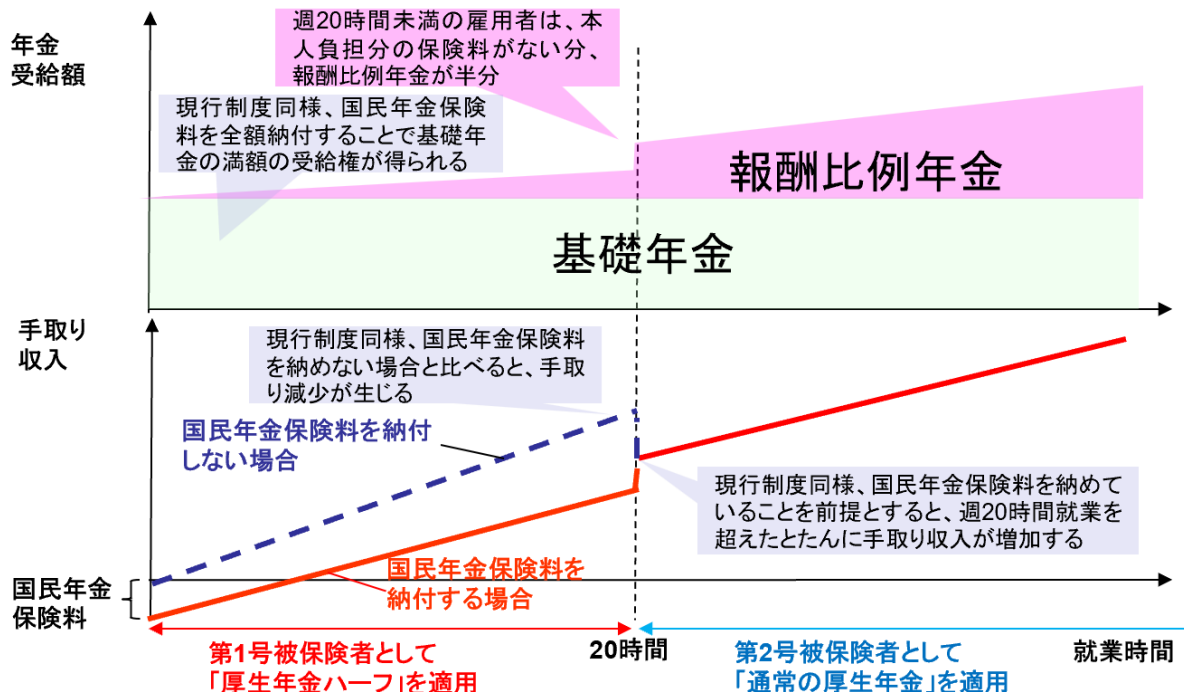 年金
受給額
週20時間未満の雇用者は、本
人負担分の保険料がない分、
報酬比例年金が半分
現行制度同様、国民年金保険
料を全額納付することで基礎年
金の満額の受給権が得られる
報酬比例年金
基礎年金
手取り
収入
現行制度同様、国民年金保険料
を納めない場合と比べると、手取
り減少が生じる
国民年金保険料を納付
しない場合
現行制度同様、国民年金保険料を納めて
いることを前提とすると、週20時間就業を
超えたとたんに手取り収入が増加する
国民年金保険料を
納付する場合
国民年金
保険料
20時間
就業時間
第1号被保険者として
「厚生年金ハーフ」を適用
第2号被保険者として
「通常の厚生年金」を適用